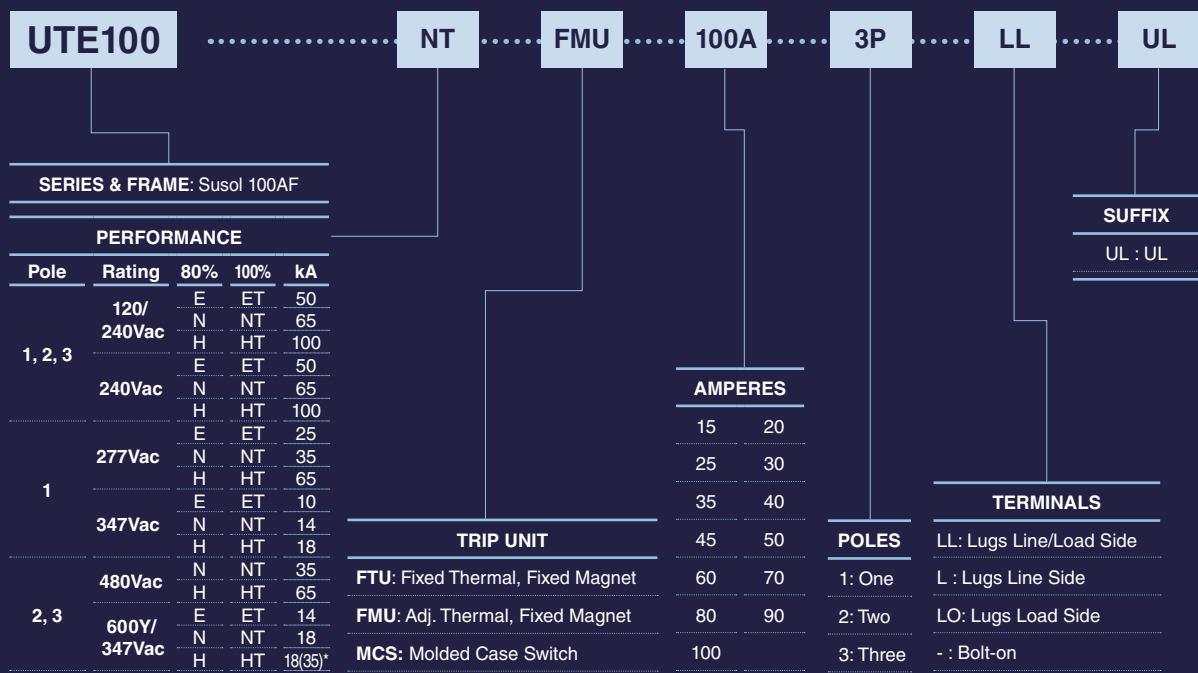 UTE100 NT FMU 100A 3P LL UL
SERIES & FRAME: Susol 100AF
PERFORMANCE
Pole Rating 80% 100% kA
1, 2, 3
120/
240Vac
E ET 50
N NT 65
H HT 100
240Vac
E ET 50
N NT 65
H HT 100
1
277Vac
E ET 25
N NT 35
H HT 65
347Vac
E ET 10
N NT 14
H HT 18
2, 3
480Vac
N NT 35
H HT 65
600Y/
347Vac
E ET 14
N NT 18
H HT 18(35)*
TRIP UNIT
FTU: Fixed Thermal, Fixed Magnet
FMU: Adj. Thermal, Fixed Magnet
MCS: Molded Case Switch
AMPERES
15 20
25 30
35 40
45 50
60 70
80 90
100
POLES
1: One
2: Two
3: Three
TERMINALS
LL: Lugs Line/Load Side
L : Lugs Line Side
LO: Lugs Load Side
- : Bolt-on
SUFFIX
UL : UL